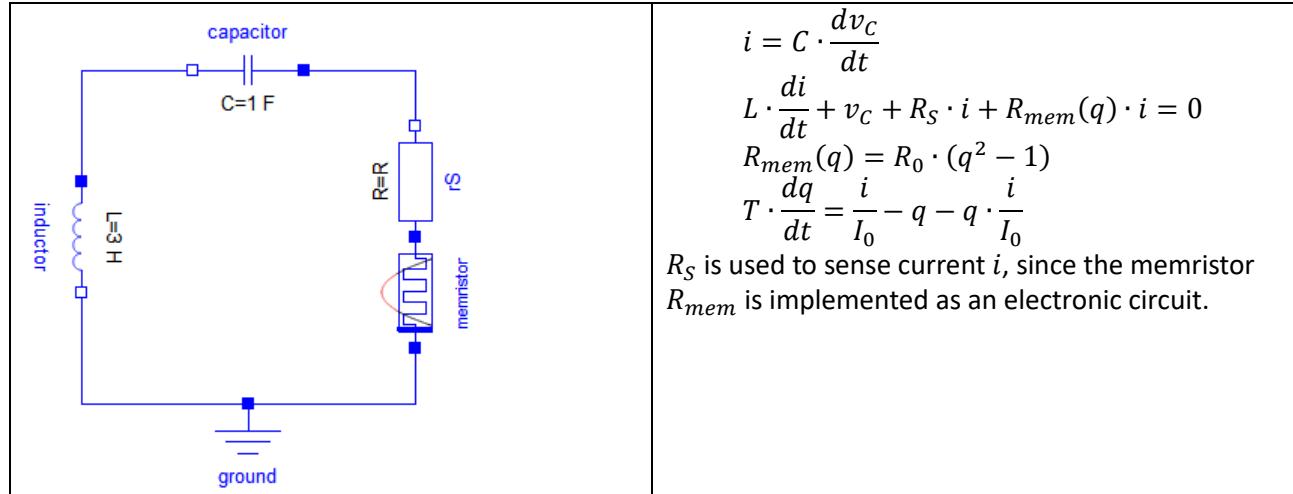 capacitor
C=1 F
R=R
rS
inductor
L=3 H
memristor
ground
i = C · dv_C/dt
L · di/dt + v_C + R_S · i + R_mem(q) · i = 0
R_mem(q) = R_0 · (q² − 1)
T · dq/dt = i/I_0 − q − q · i/I_0
R_S is used to sense current i, since the memristor
R_mem is implemented as an electronic circuit.